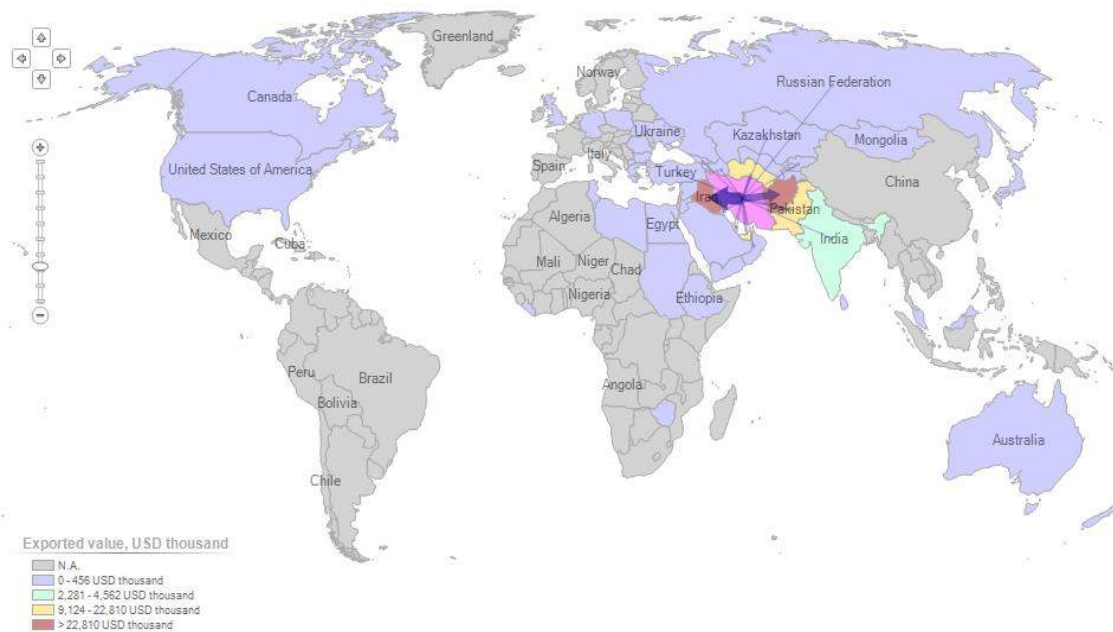 Greenland
Norway
Russian Federation
Canada
Ukraine
Kazakhstan
Mongolia
Italy
Spain
Turkey
United States of America
China
Iran
Pakistan
Algeria
Egypt
Mexico
India
Cuba
Mali
Niger
Chad
Nigeria
Ethiopia
Peru
Brazil
Angola
Bolivia
Australia
Chile
Exported value, USD thousand
N.A.
0 - 456 USD thousand
2,281 - 4,562 USD thousand
9,124 - 22,810 USD thousand
> 22,810 USD thousand